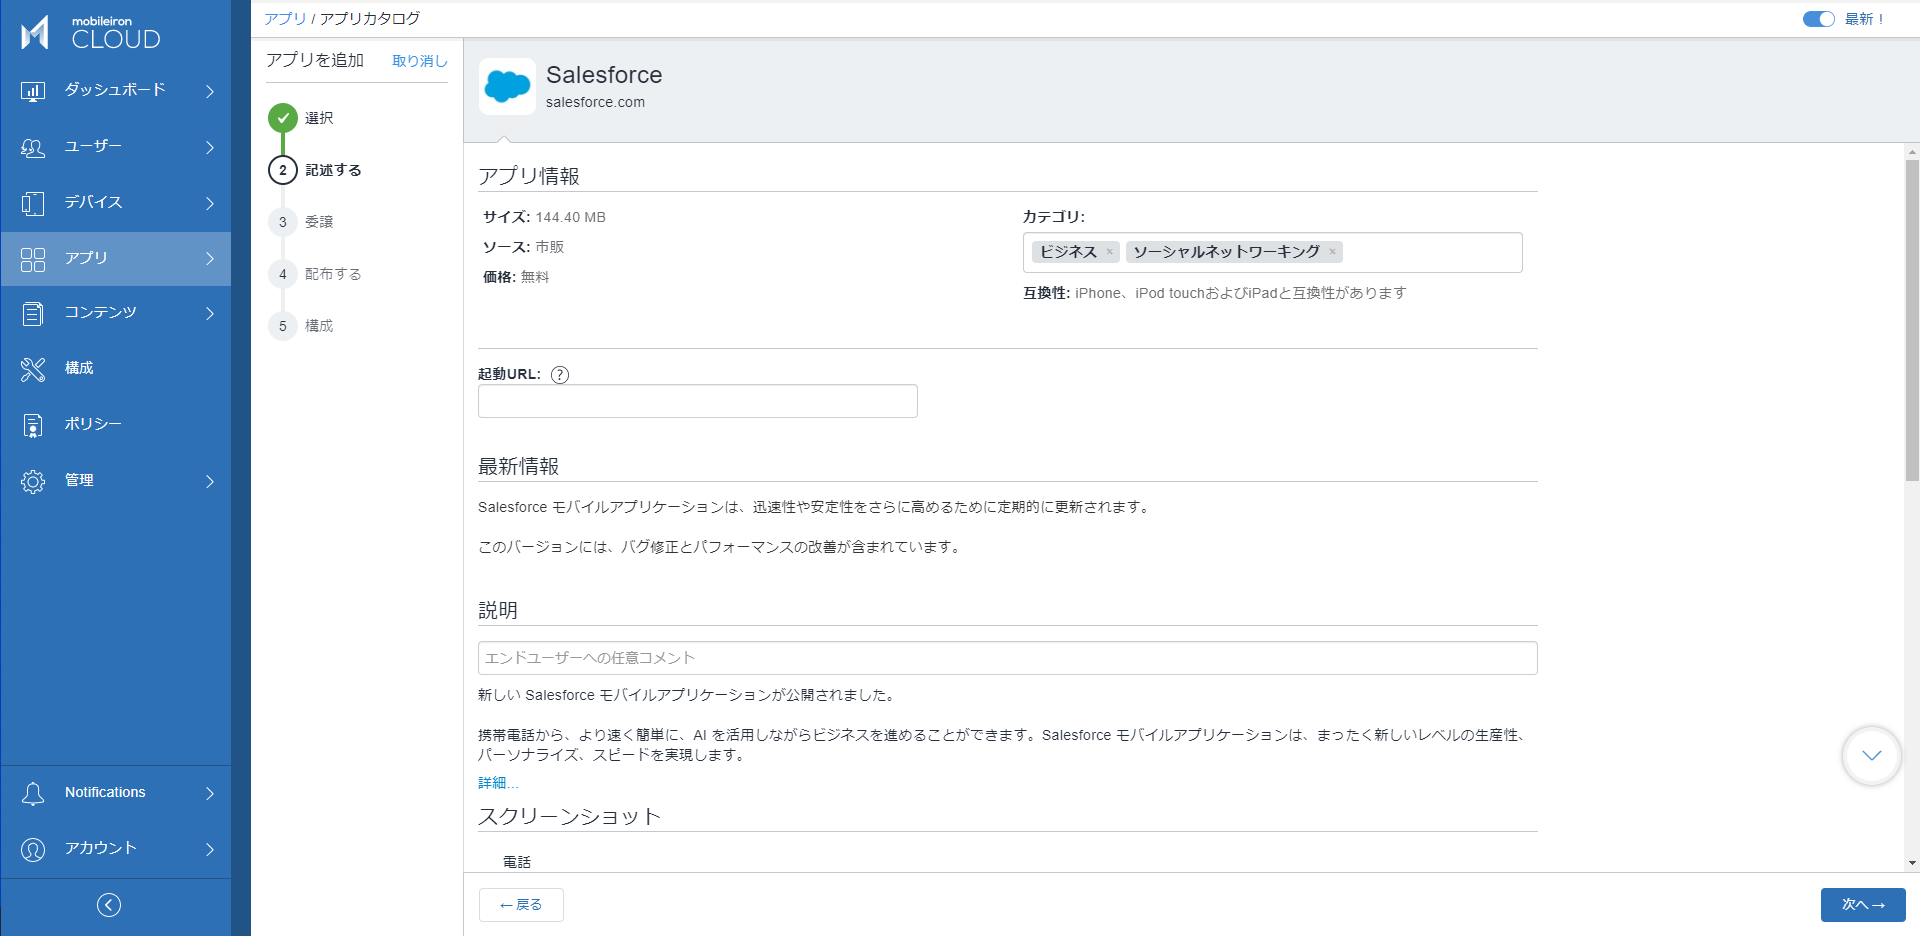 mobileiron
CLOUD
ダッシュボード
ユーザー
デバイス
アプリ
コンテンツ
構成
ポリシー
管理
Notifications
アカウント
アプリ / アプリカタログ
最新！
アプリを追加 取り消し
選択
2 記述する
3 委譲
4 配布する
5 構成
Salesforce
salesforce.com
アプリ情報
サイズ: 144.40 MB
ソース: 市販
価格: 無料
カテゴリ:
ビジネス × ソーシャルネットワーキング ×
互換性: iPhone、iPod touchおよびiPadと互換性があります
起動URL: ?
最新情報
Salesforce モバイルアプリケーションは、迅速性や安定性をさらに高めるために定期的に更新されます。
このバージョンには、バグ修正とパフォーマンスの改善が含まれています。
説明
エンドユーザーへの任意コメント
新しい Salesforce モバイルアプリケーションが公開されました。
携帯電話から、より速く簡単に、AI を活用しながらビジネスを進めることができます。Salesforce モバイルアプリケーションは、まったく新しいレベルの生産性、
パーソナライズ、スピードを実現します。
詳細...
スクリーンショット
電話
←戻る
次へ→